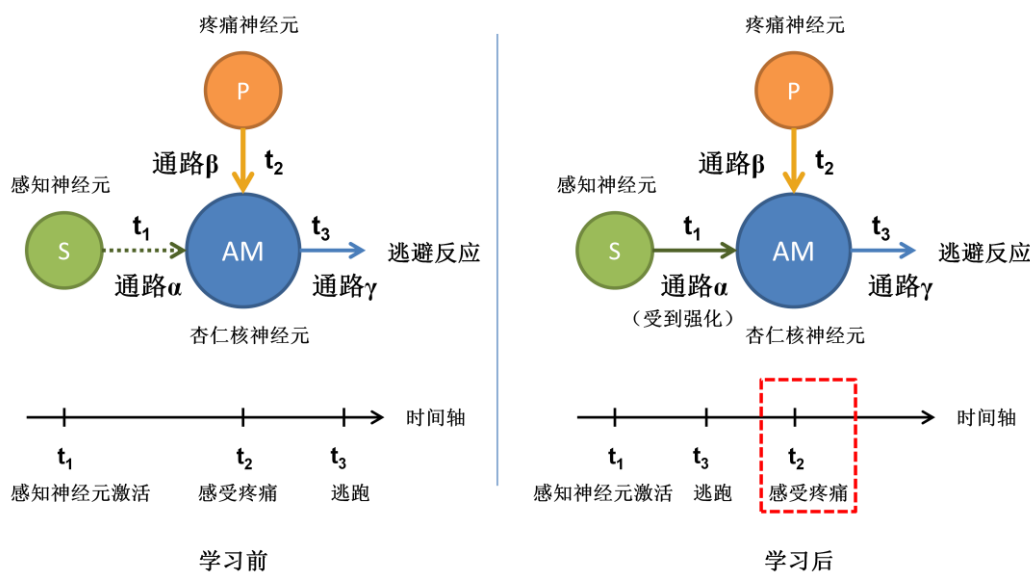 疼痛神经元
P
通路β
t2
感知神经元
S
t1
AM
t3
逃避反应
通路α
通路γ
杏仁核神经元
时间轴
t1
t2
t3
感知神经元激活
感受疼痛
逃跑
学习前
疼痛神经元
P
通路β
t2
感知神经元
S
t1
AM
t3
逃避反应
通路α
通路γ
（受到强化）
杏仁核神经元
时间轴
t1
t3
t2
感知神经元激活
逃跑
感受疼痛
学习后